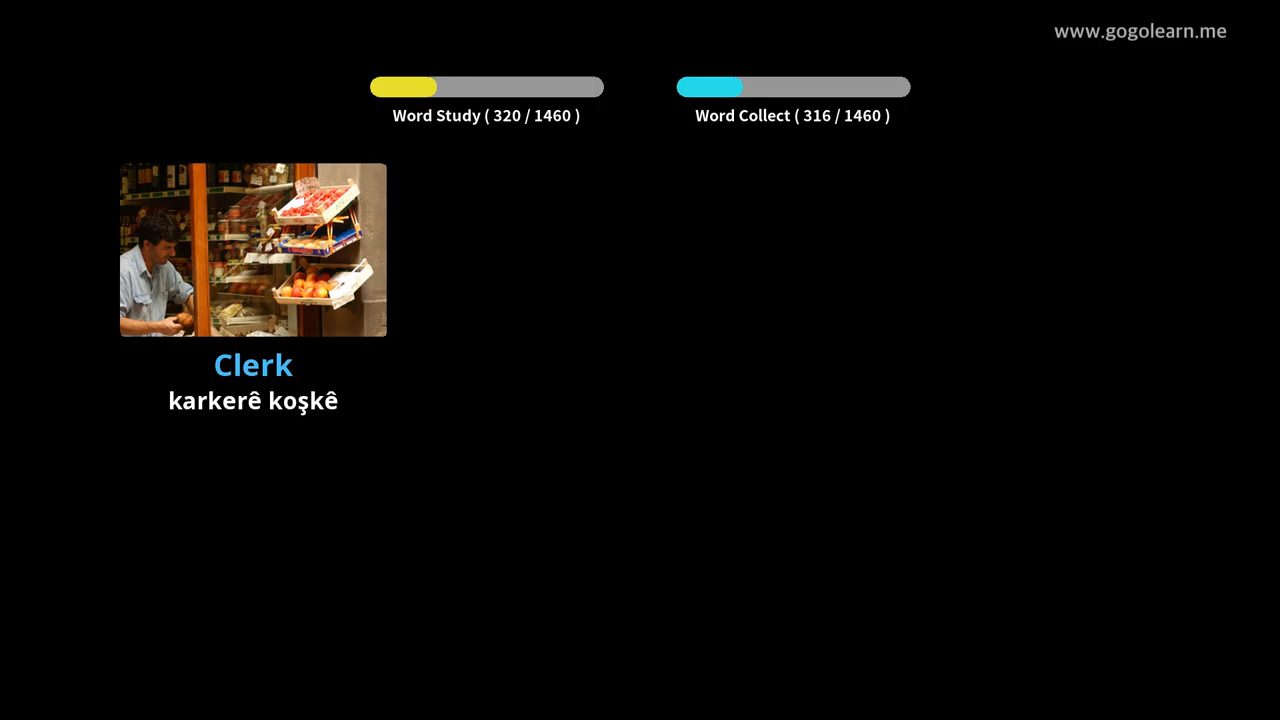 www.gogolearn.me
Word Study ( 320 / 1460 )
Word Collect ( 316 / 1460 )
Clerk
karkerê koşkê